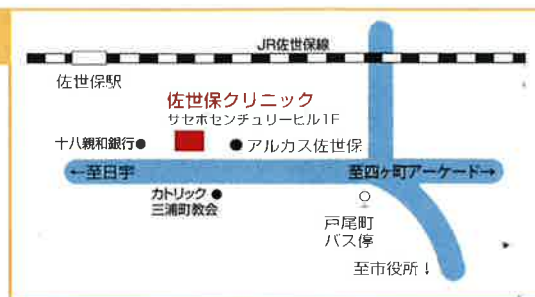 JR佐世保線
佐世保駅
佐世保クリニック
サセホセンチュリーヒル1F
十八親和銀行●
●アルカス佐世保
←至日宇
至四ヶ町アーケード→
カトリック●
三浦町教会
戸尾町
バス停
至市役所↓